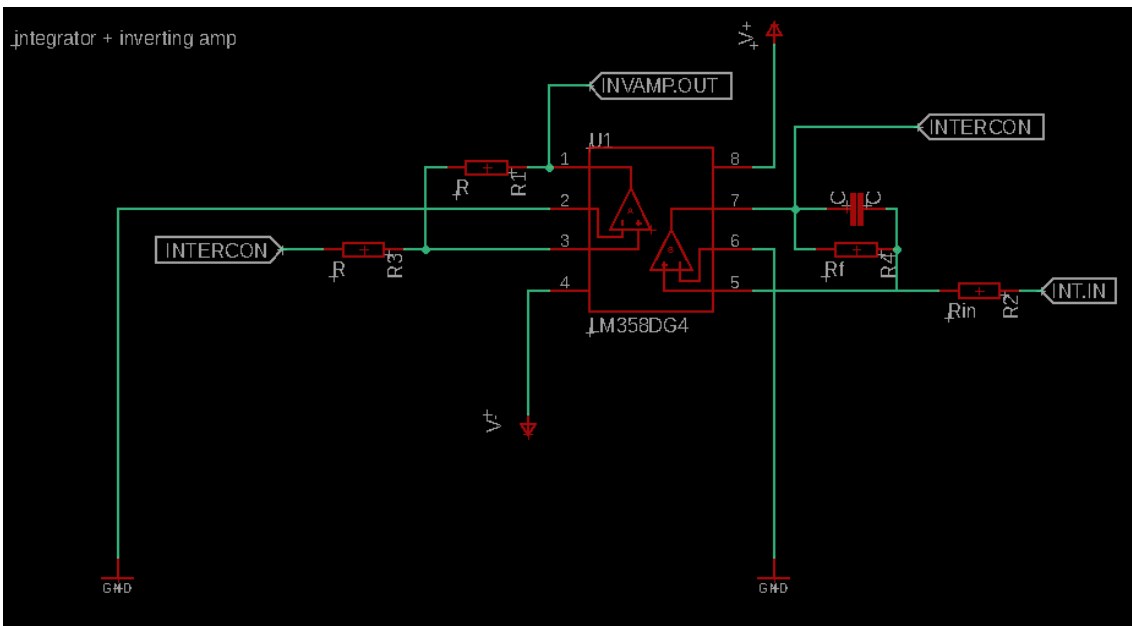 integrator + inverting amp
V+
INVAMP.OUT
INTERCON
U1
1
8
R
R1
2
7
C
C
A
INTERCON
R
R3
3
6
B
Rf
R4
4
5
INT.IN
Rin
R2
LM358DG4
V-
GND
GND